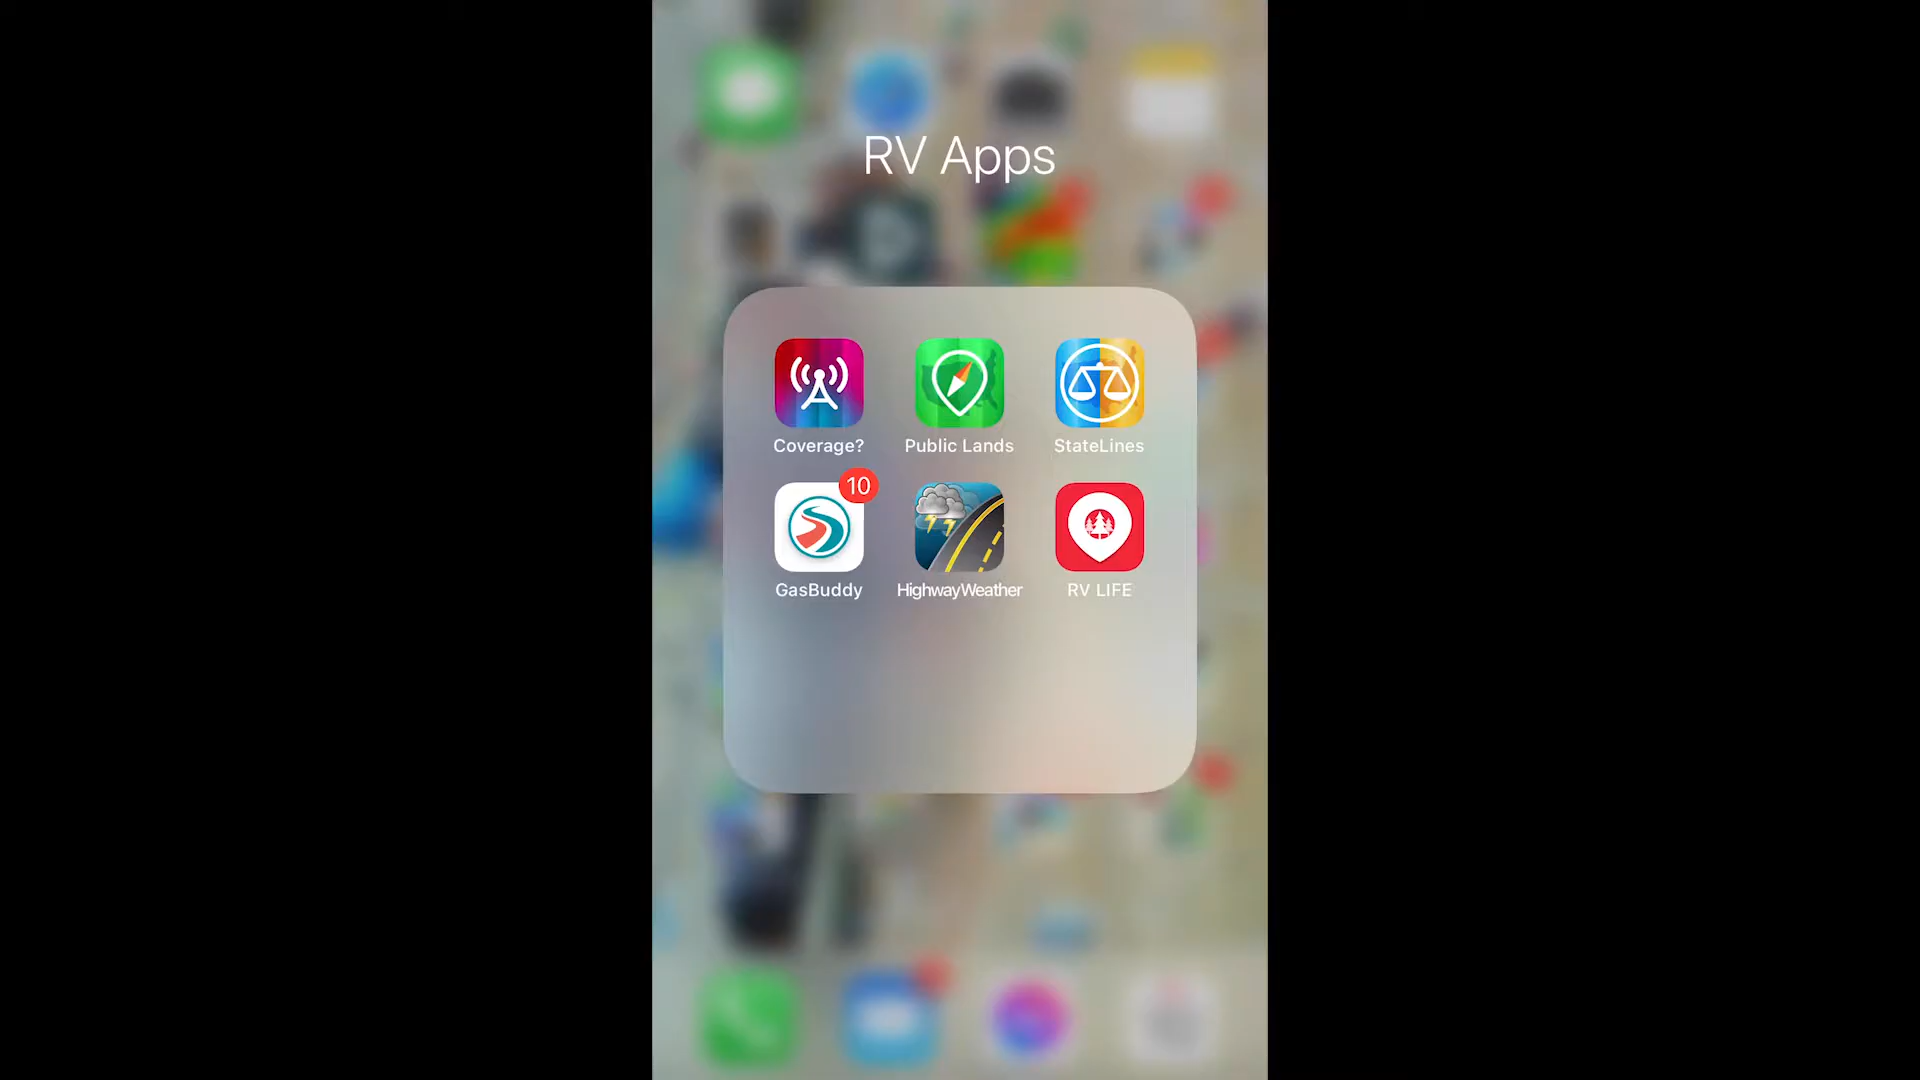 RV Apps
Coverage? Public Lands StateLines
10
GasBuddy HighwayWeather RV LIFE